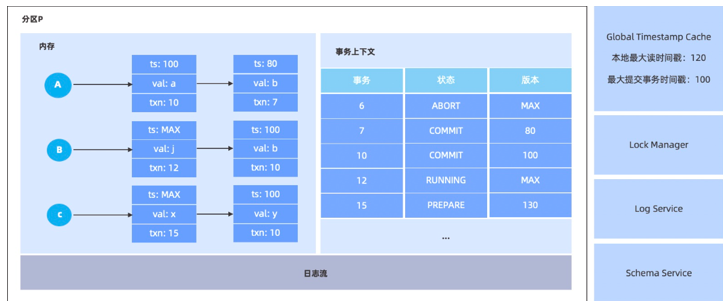 分区P
内存
A
ts: 100
val: a
txn: 10
ts: 80
val: b
txn: 7
B
ts: MAX
val: j
txn: 12
ts: 100
val: b
txn: 10
c
ts: MAX
val: x
txn: 15
ts: 100
val: y
txn: 10
事务上下文
事务 状态 版本
6 ABORT MAX
7 COMMIT 80
10 COMMIT 100
12 RUNNING MAX
15 PREPARE 130
...
日志流
Global Timestamp Cache
本地最大读时间戳：120
最大提交事务时间戳：100
Lock Manager
Log Service
Schema Service